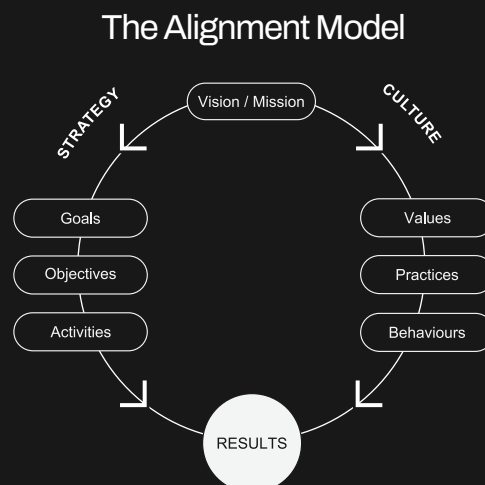 The Alignment Model
STRATEGY
CULTURE
Vision / Mission
Goals
Objectives
Activities
Values
Practices
Behaviours
RESULTS